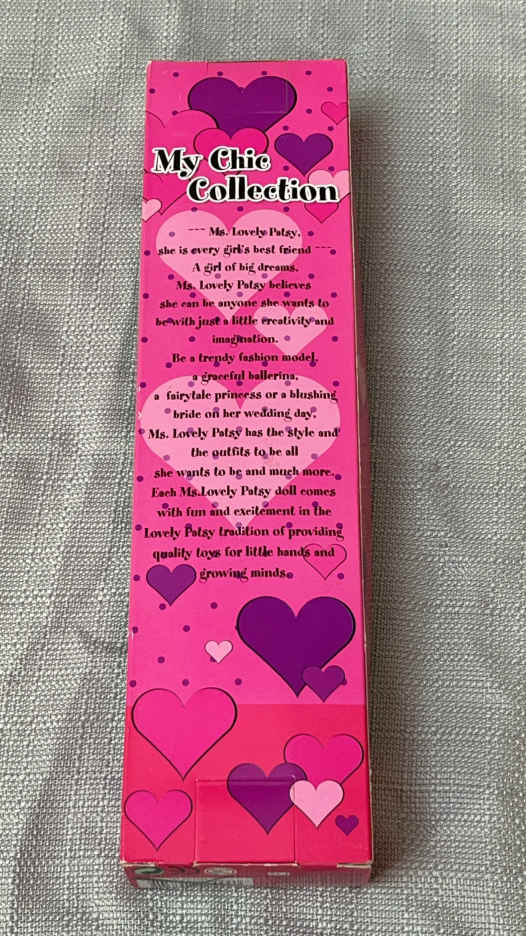 My Chic
Collection
--- Ms. Lovely Patsy,
she is every girl's best friend ---
A girl of big dreams,
Ms. Lovely Patsy believes
she can be anyone she wants to
be with just a little creativity and
imagination.
Be a trendy fashion model,
a graceful ballerina,
a fairytale princess or a blushing
bride on her wedding day,
Ms. Lovely Patsy has the style and
the outfits to be all
she wants to be and much more.
Each Ms.Lovely Patsy doll comes
with fun and excitement in the
Lovely Patsy tradition of providing
quality toys for little hands and
growing minds.